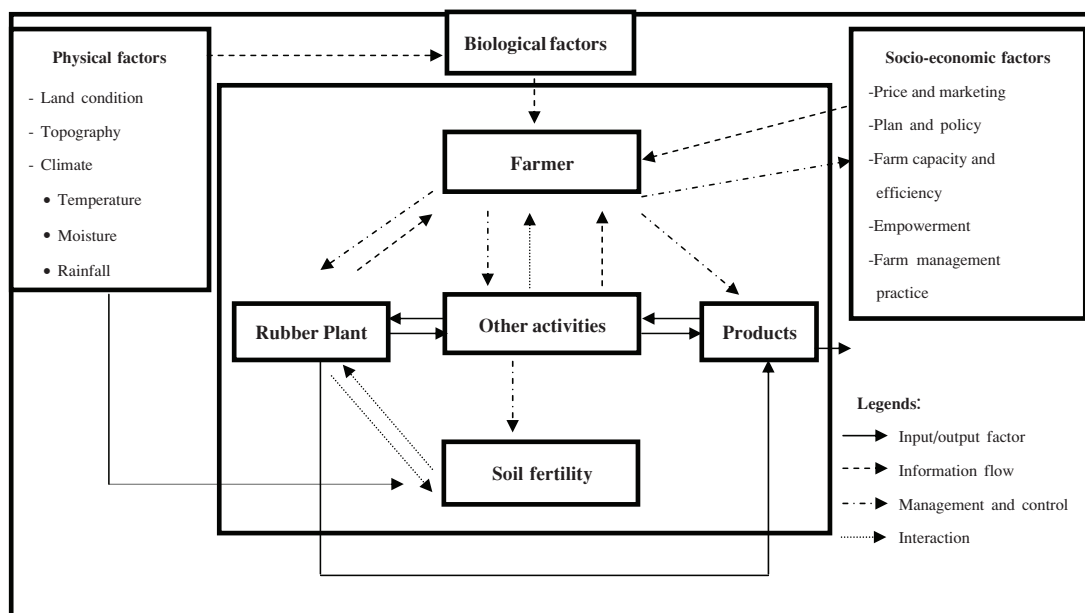 Physical factors
- Land condition
- Topography
- Climate
• Temperature
• Moisture
• Rainfall
Biological factors
Socio-economic factors
-Price and marketing
-Plan and policy
-Farm capacity and
efficiency
-Empowerment
-Farm management
practice
Farmer
Rubber Plant
Other activities
Products
Soil fertility
Legends:
Input/output factor
Information flow
Management and control
Interaction